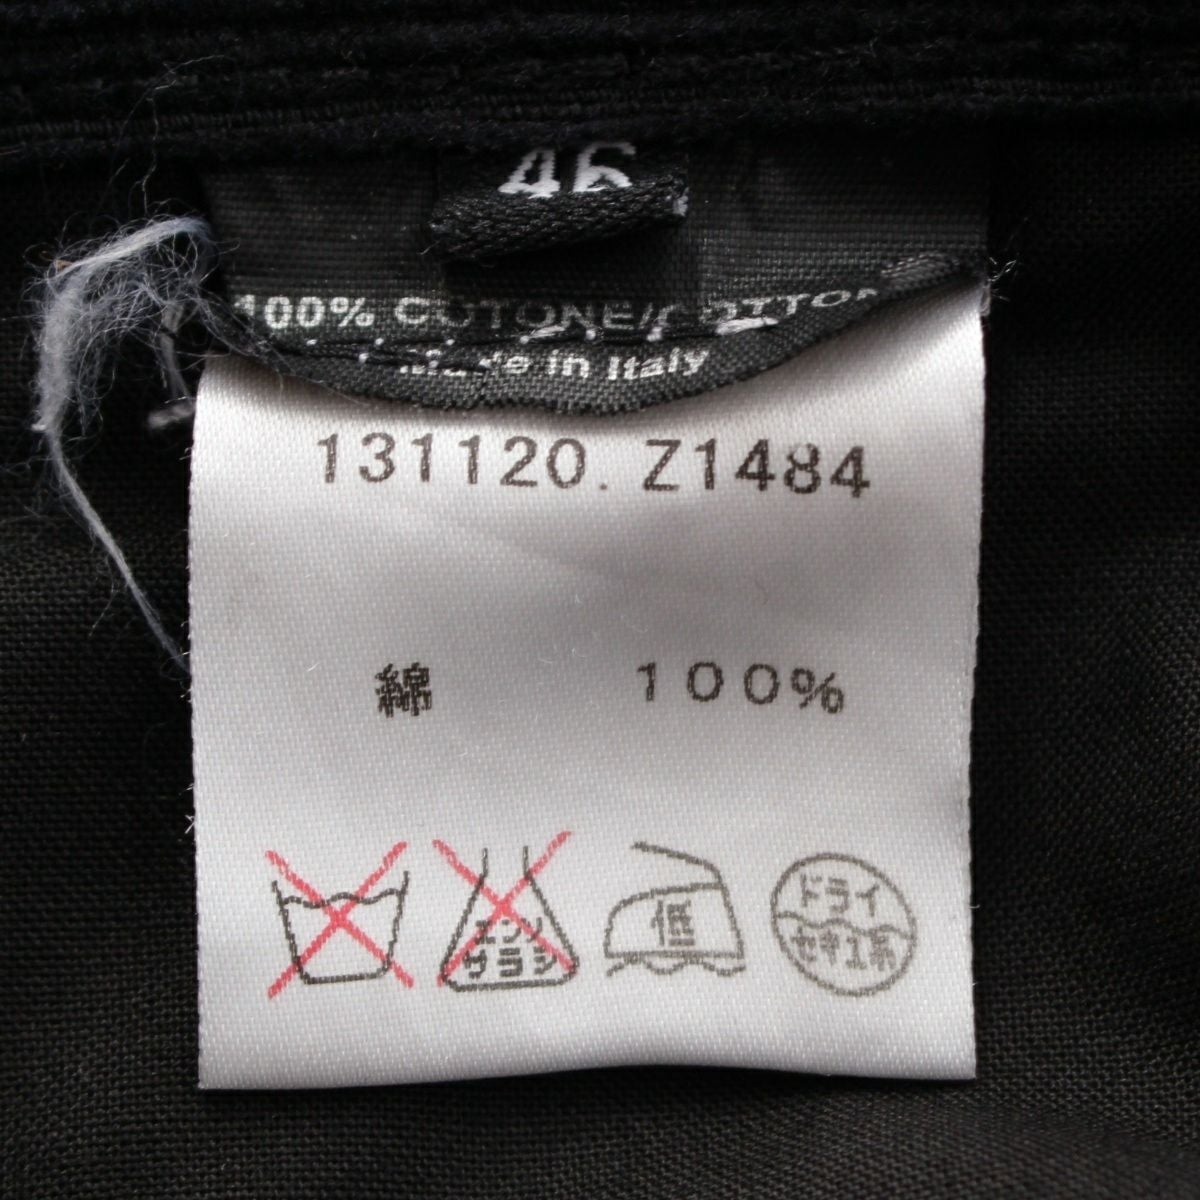 46
100% COTONE/COTTON
Made in Italy
131120. Z1484
綿 100%
エンソ
サラシ
低
ドライ
セキユ系